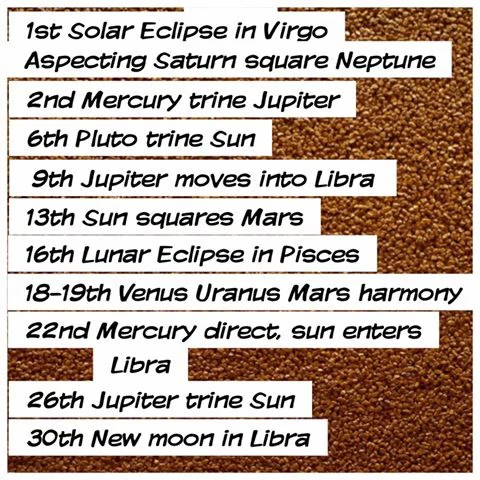 1st Solar Eclipse in Virgo
Aspecting Saturn square Neptune
2nd Mercury trine Jupiter
6th Pluto trine Sun
9th Jupiter moves into Libra
13th Sun squares Mars
16th Lunar Eclipse in Pisces
18-19th Venus Uranus Mars harmony
22nd Mercury direct, sun enters
Libra
26th Jupiter trine Sun
30th New moon in Libra